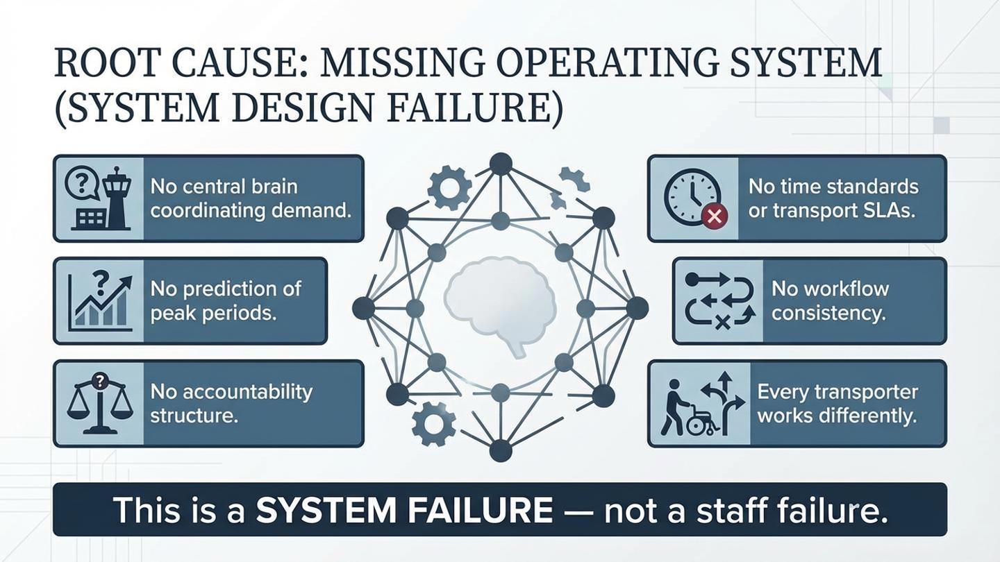 ROOT CAUSE: MISSING OPERATING SYSTEM
(SYSTEM DESIGN FAILURE)
?
No central brain
coordinating demand.
?
No prediction of
peak periods.
?
No accountability
structure.
No time standards
or transport SLAs.
No workflow
consistency.
Every transporter
works differently.
This is a SYSTEM FAILURE — not a staff failure.